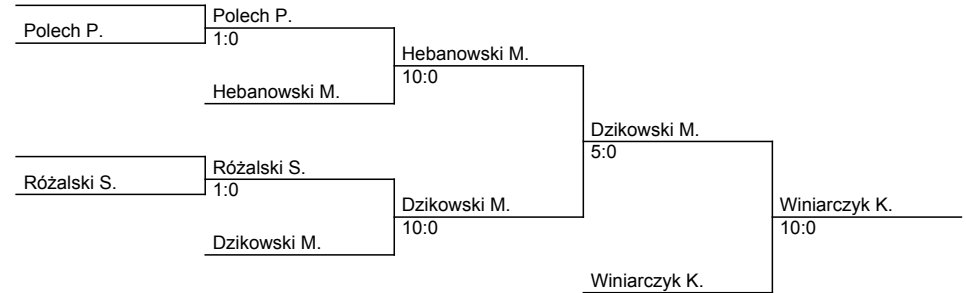 Polech P.
Polech P.
1:0
Hebanowski M.
Hebanowski M.
10:0
Dzikowski M.
5:0
Różalski S.
Różalski S.
1:0
Dzikowski M.
Dzikowski M.
10:0
Winiarczyk K.
Winiarczyk K.
10:0